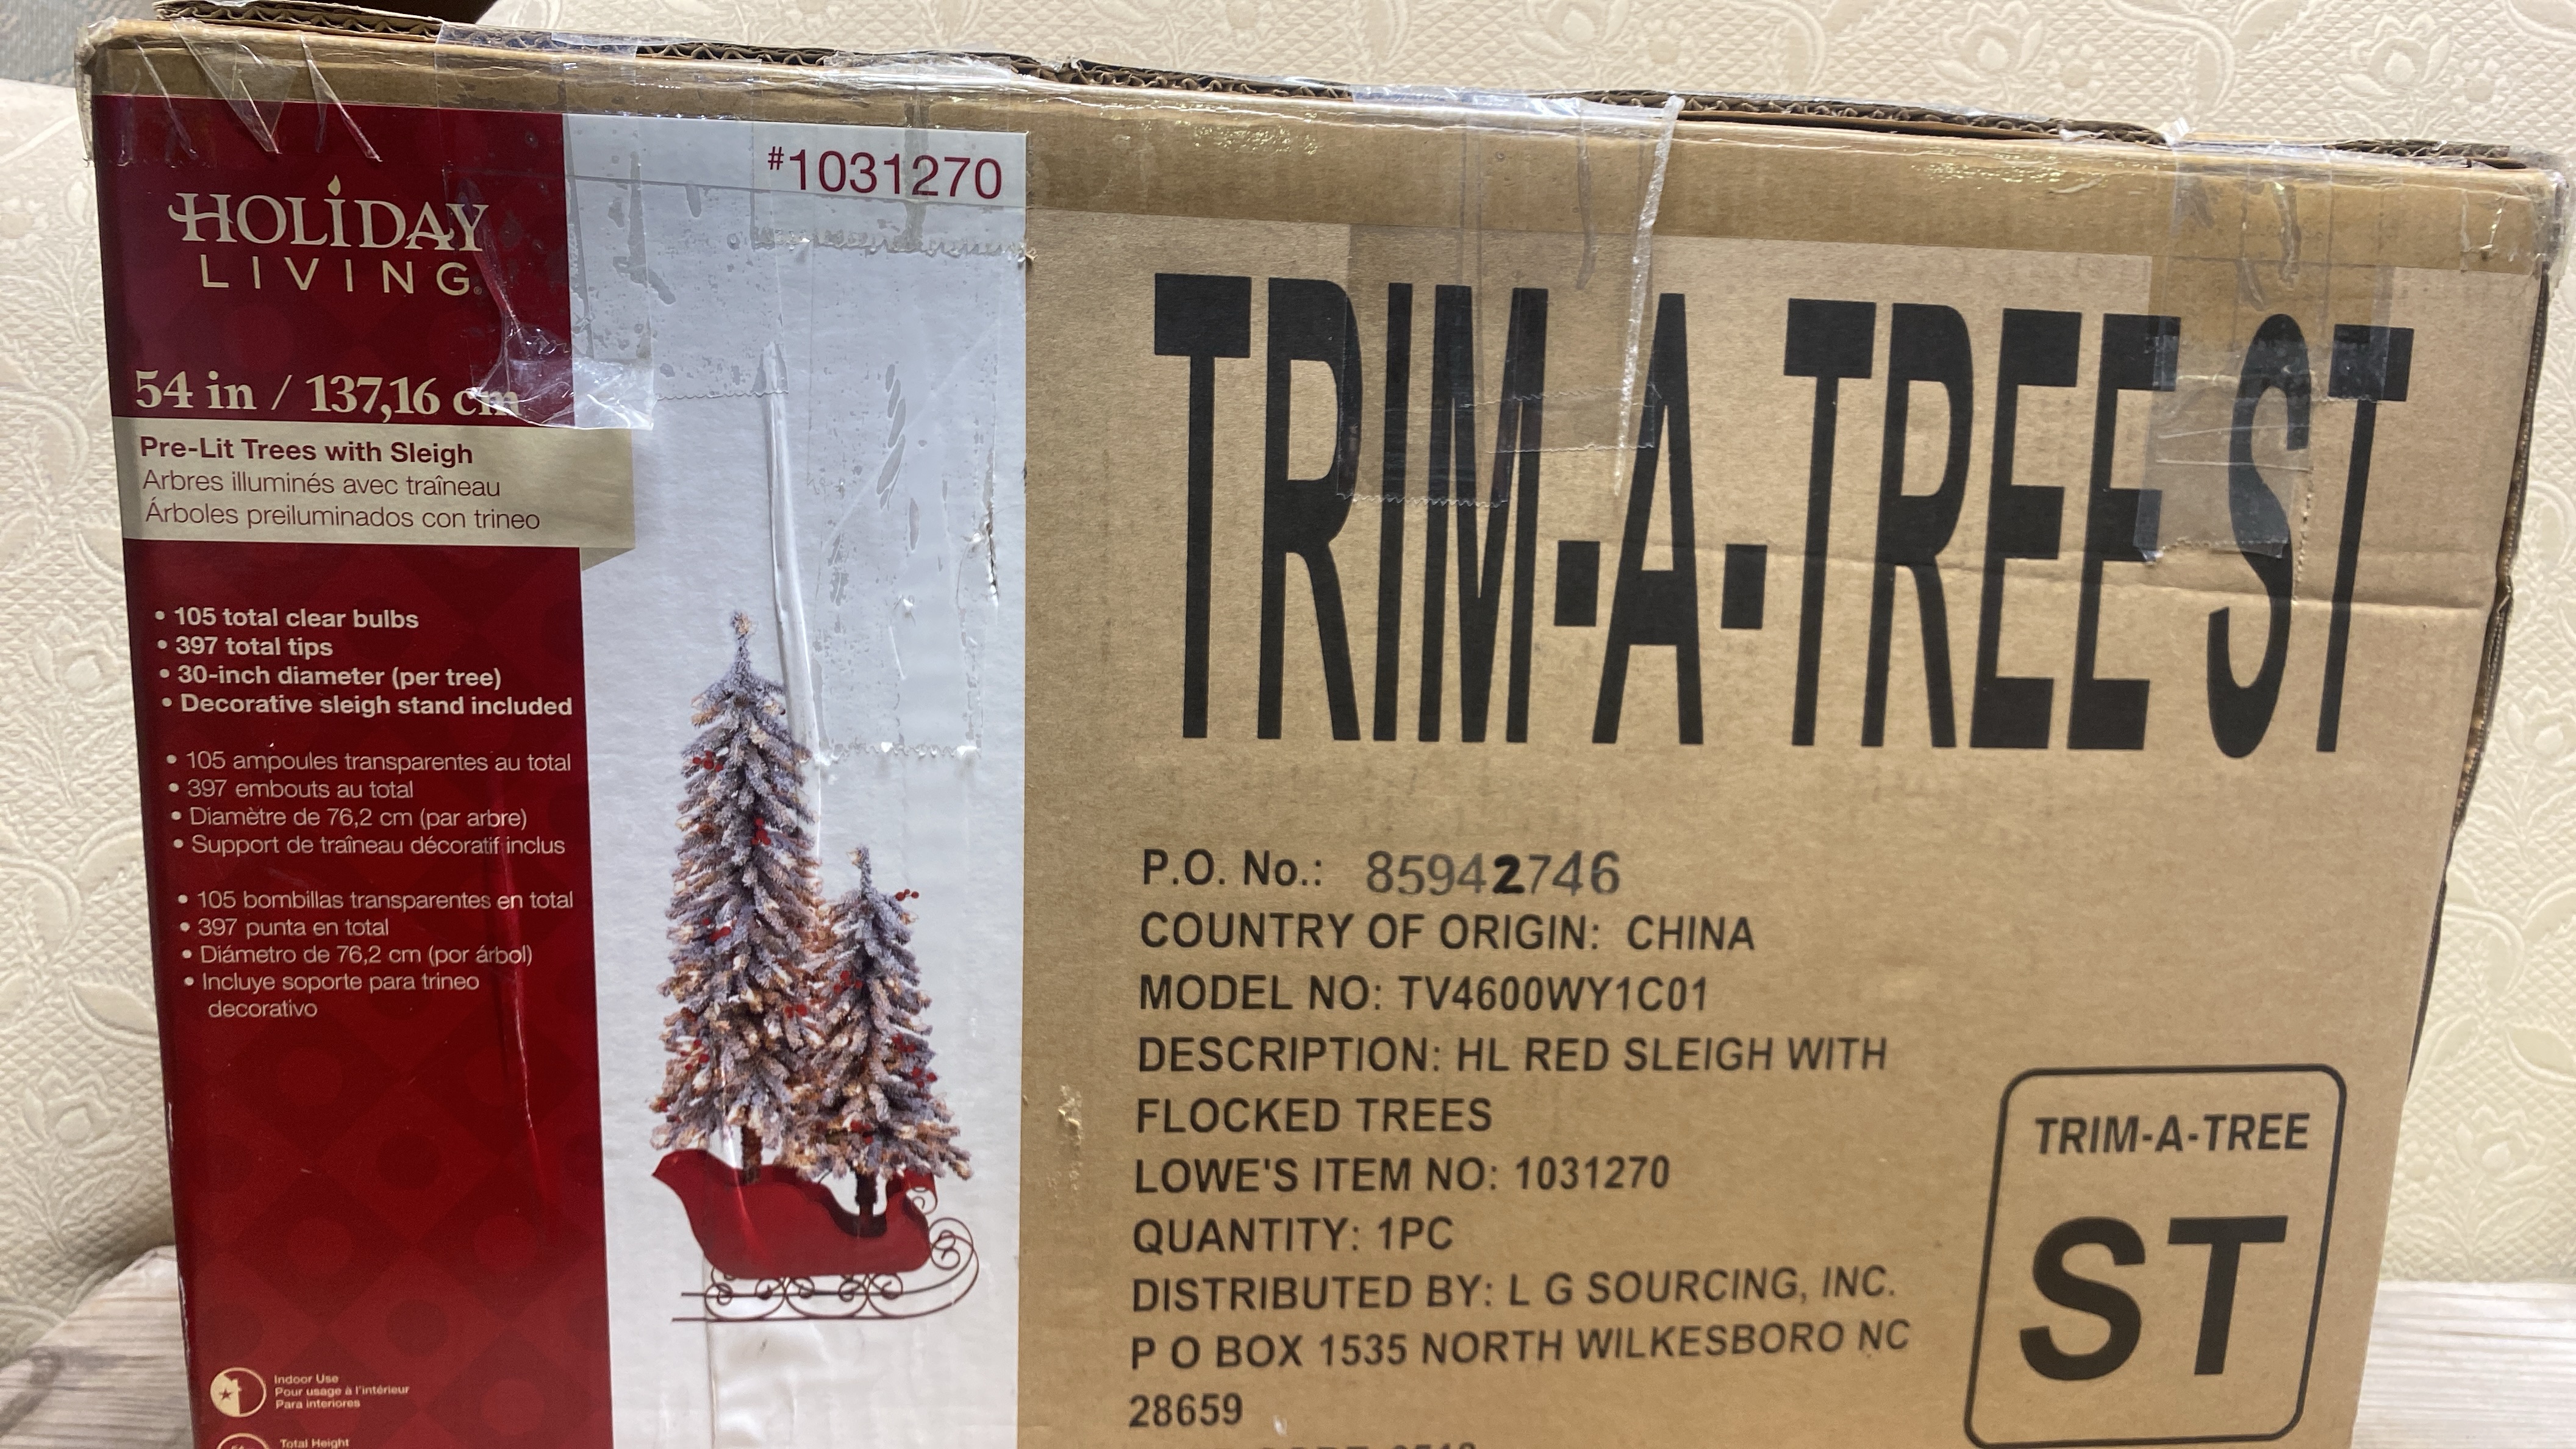 #1031270
HOLIDAY
LIVING®
54 in / 137,16 cm
Pre-Lit Trees with Sleigh
Arbres illuminés avec traîneau
Árboles preiluminados con trineo
• 105 total clear bulbs
• 397 total tips
• 30-inch diameter (per tree)
• Decorative sleigh stand included
• 105 ampoules transparentes au total
• 397 embouts au total
• Diamètre de 76,2 cm (par arbre)
• Support de traîneau décoratif inclus
• 105 bombillas transparentes en total
• 397 punta en total
• Diámetro de 76,2 cm (por árbol)
• Incluye soporte para trineo
decorativo
Indoor Use
Pour usage à l'intérieur
Para interiores
Total Height
TRIM-A-TREE ST
P.O. No.: 85942746
COUNTRY OF ORIGIN: CHINA
MODEL NO: TV4600WY1C01
DESCRIPTION: HL RED SLEIGH WITH
FLOCKED TREES
LOWE'S ITEM NO: 1031270
QUANTITY: 1PC
DISTRIBUTED BY: L G SOURCING, INC.
P O BOX 1535 NORTH WILKESBORO NC
28659
TRIM-A-TREE
ST